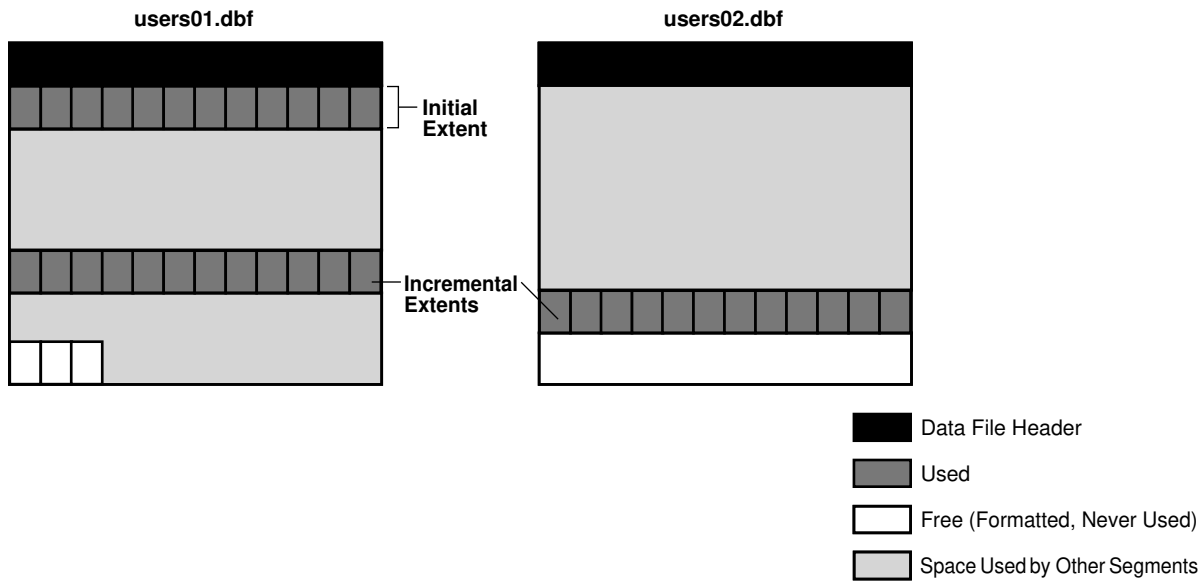 users01.dbf
users02.dbf
Initial
Extent
Incremental
Extents
Data File Header
Used
Free (Formatted, Never Used)
Space Used by Other Segments